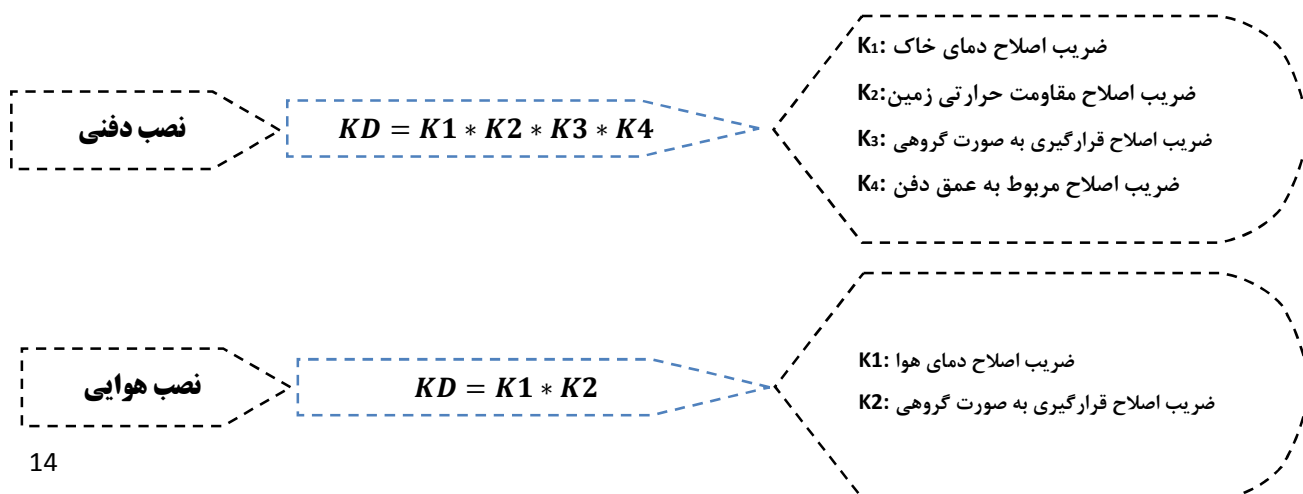 نصب دفنی
KD = K1 * K2 * K3 * K4
K1: ضریب اصلاح دمای خاک
K2: ضریب اصلاح مقاومت حرارتی زمین
K3: ضریب اصلاح قرارگیری به صورت گروهی
K4: ضریب اصلاح مربوط به عمق دفن
نصب هوایی
KD = K1 * K2
K1: ضریب اصلاح دمای هوا
K2: ضریب اصلاح قرارگیری به صورت گروهی
14